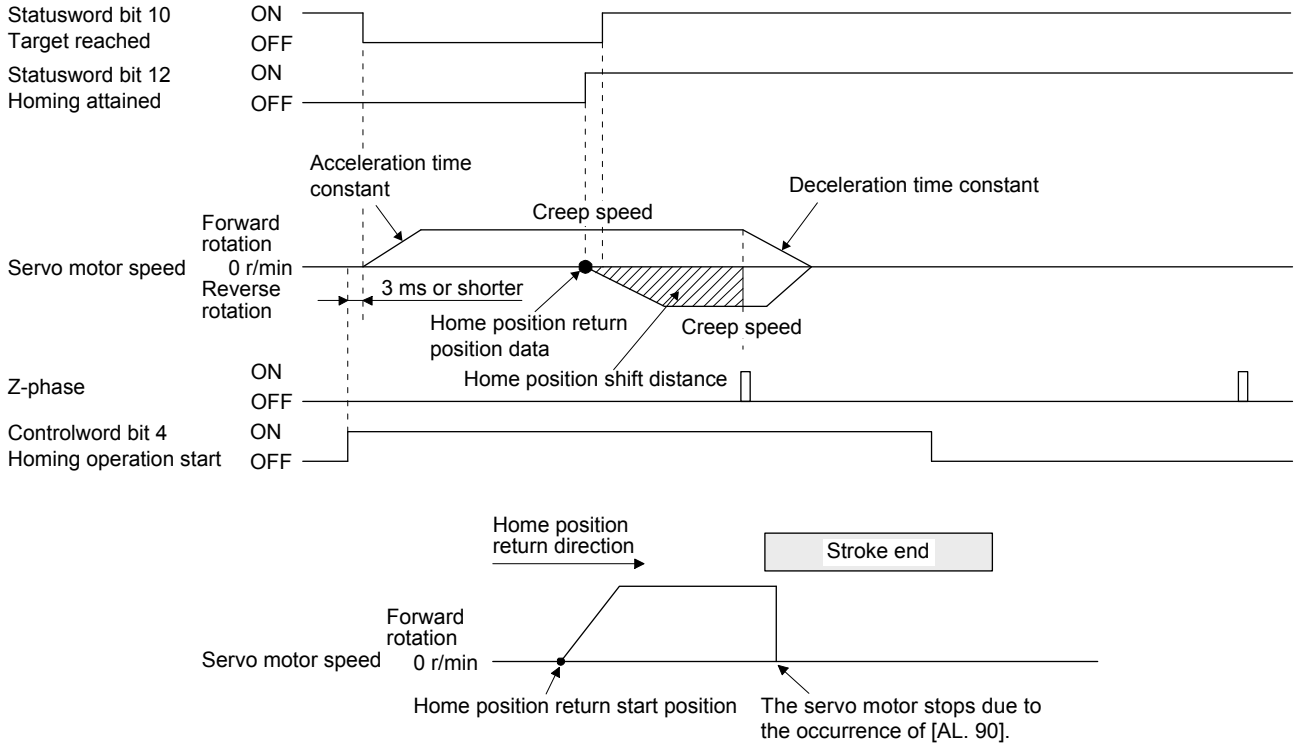 Statusword bit 10
Target reached
ON
OFF
Statusword bit 12
Homing attained
ON
OFF
Acceleration time
constant
Creep speed
Deceleration time constant
Servo motor speed
Forward
rotation
0 r/min
Reverse
rotation
3 ms or shorter
Home position return
position data
Creep speed
Home position shift distance
Z-phase
ON
OFF
Controlword bit 4
Homing operation start
ON
OFF
Home position
return direction
Stroke end
Servo motor speed
Forward
rotation
0 r/min
Home position return start position
The servo motor stops due to
the occurrence of [AL. 90].